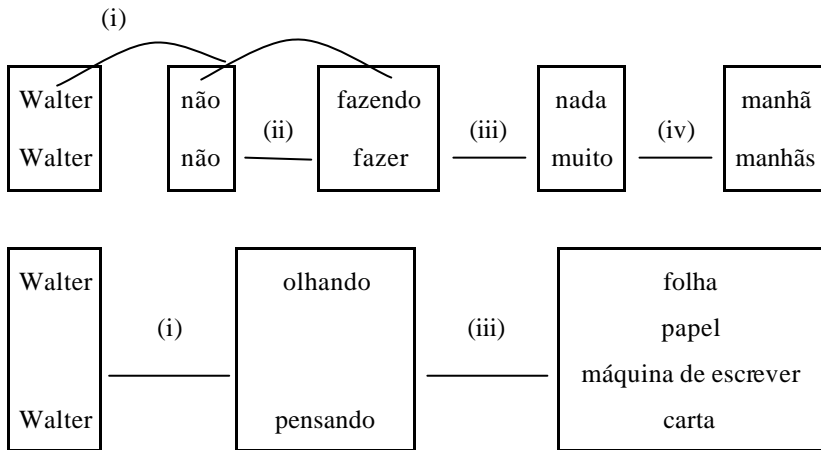 (i)
Walter não fazendo nada manhã
(ii) (iii) (iv)
Walter não fazer muito manhãs
Walter olhando folha
(i) (iii) papel
máquina de escrever
Walter pensando carta